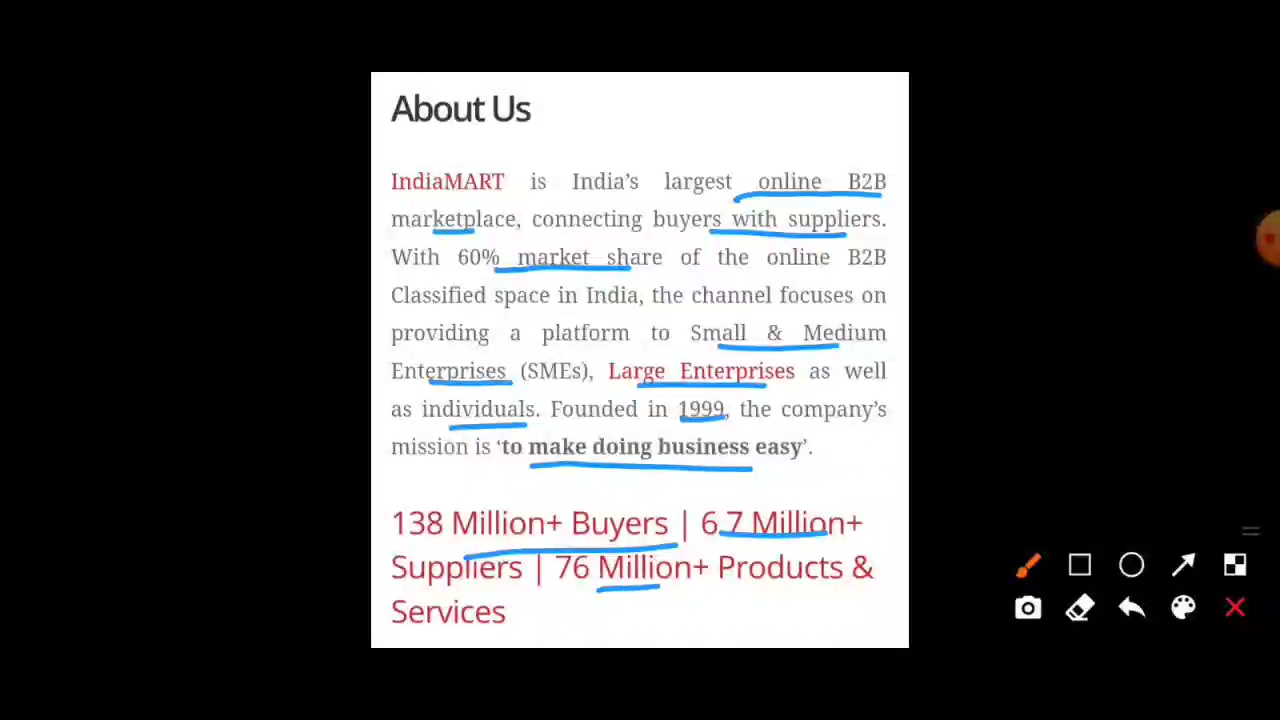 About Us
IndiaMART is India's largest online B2B
marketplace, connecting buyers with suppliers.
With 60% market share of the online B2B
Classified space in India, the channel focuses on
providing a platform to Small & Medium
Enterprises (SMEs), Large Enterprises as well
as individuals. Founded in 1999, the company's
mission is ‘to make doing business easy’.
138 Million+ Buyers | 6.7 Million+
Suppliers | 76 Million+ Products &
Services